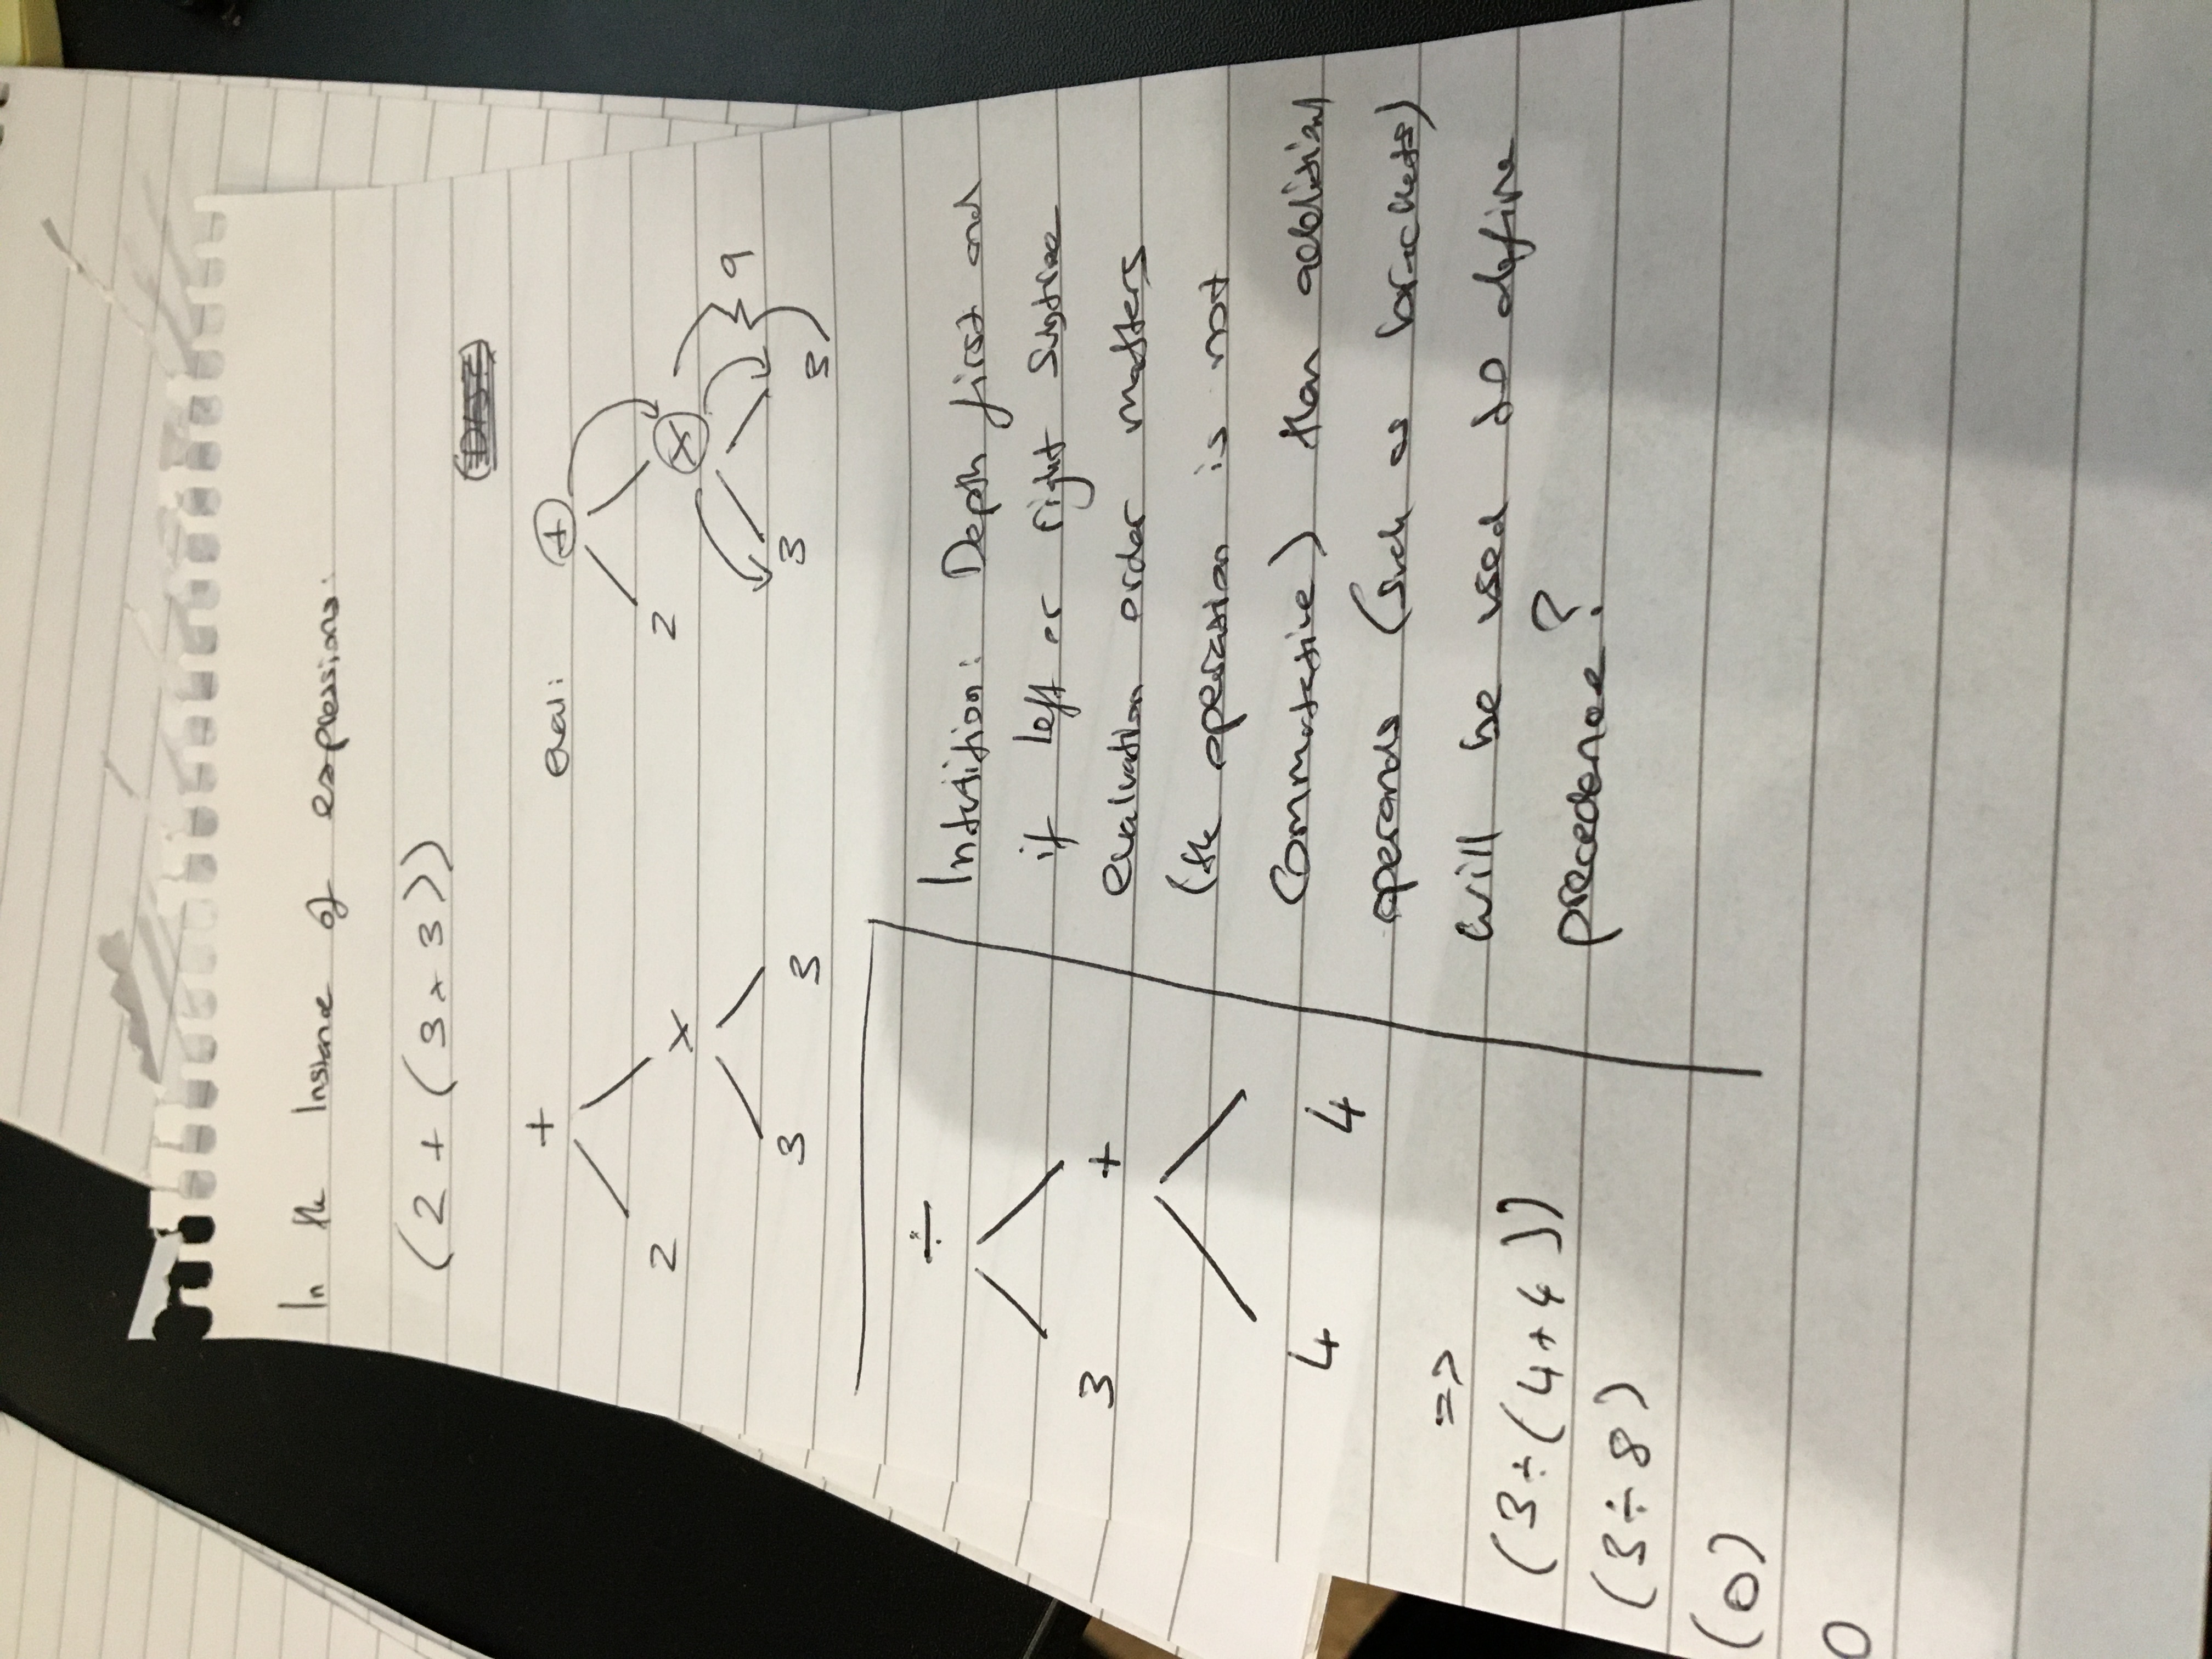 In the Instance of expressions:
(2 + (3 × 3))
+
2
×
3 3
eval: +
2
×
3
3
9
÷
3 +
4 4
=>
(3÷(4+4))
(3÷8)
(0)
0
Intuition: Depth first and
if left or right Subtree
evaluation order matters
(the operation is not
Commutative) then additional
operands (such as brackets)
will be used to define
precedence?